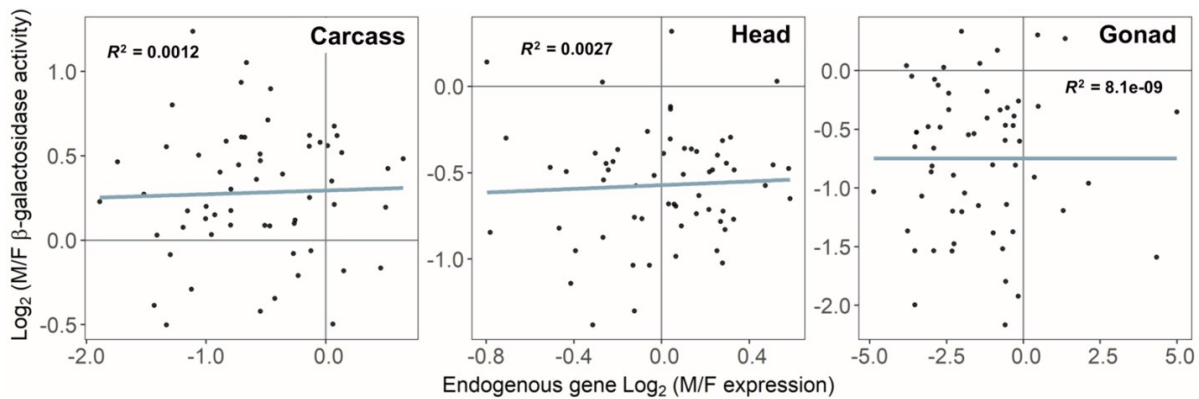 Log2 (M/F β-galactosidase activity)
Carcass
R² = 0.0012
1.0
0.5
0.0
-0.5
-2.0 -1.0 0.0
Head
R² = 0.0027
0.0
-0.5
-1.0
-0.8 -0.4 0.0 0.4
Gonad
R² = 8.1e-09
0.0
-0.5
-1.0
-1.5
-2.0
-5.0 -2.5 0.0 2.5 5.0
Endogenous gene Log2 (M/F expression)